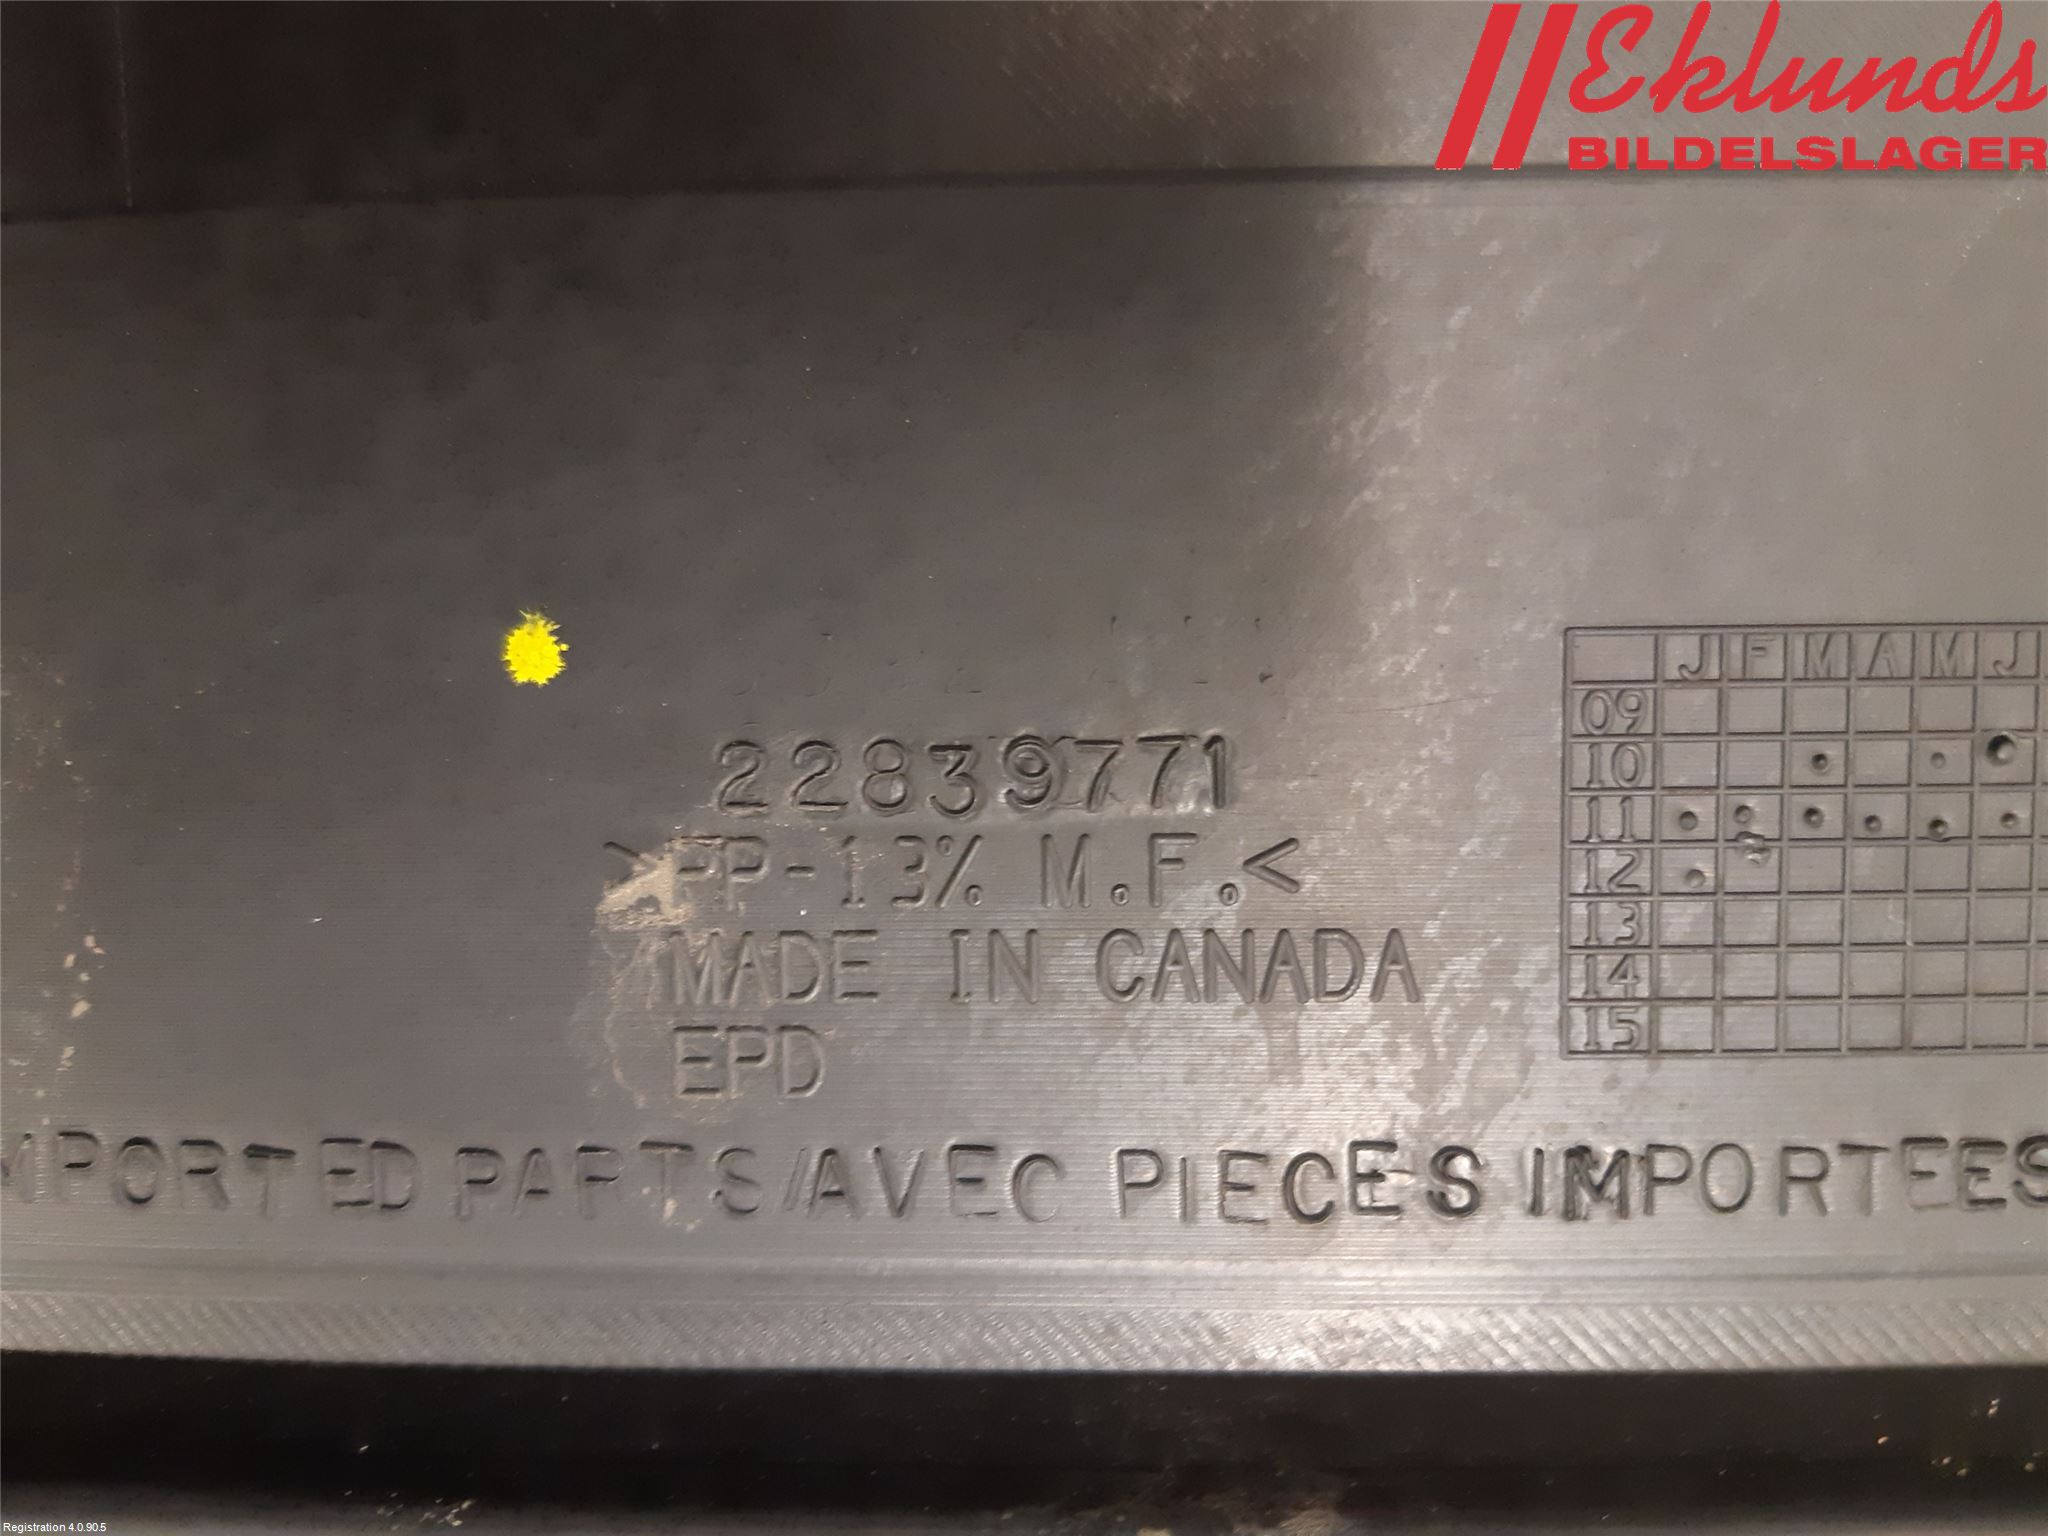 Eklunds
BILDELSLAGER
22839771
>PP-13% M.F.<
MADE IN CANADA
EPD
IMPORTED PARTS/AVEC PIECES IMPORTEES
J F M A M J
09
10
11
12
13
14
15
Registration 4.0.90.5